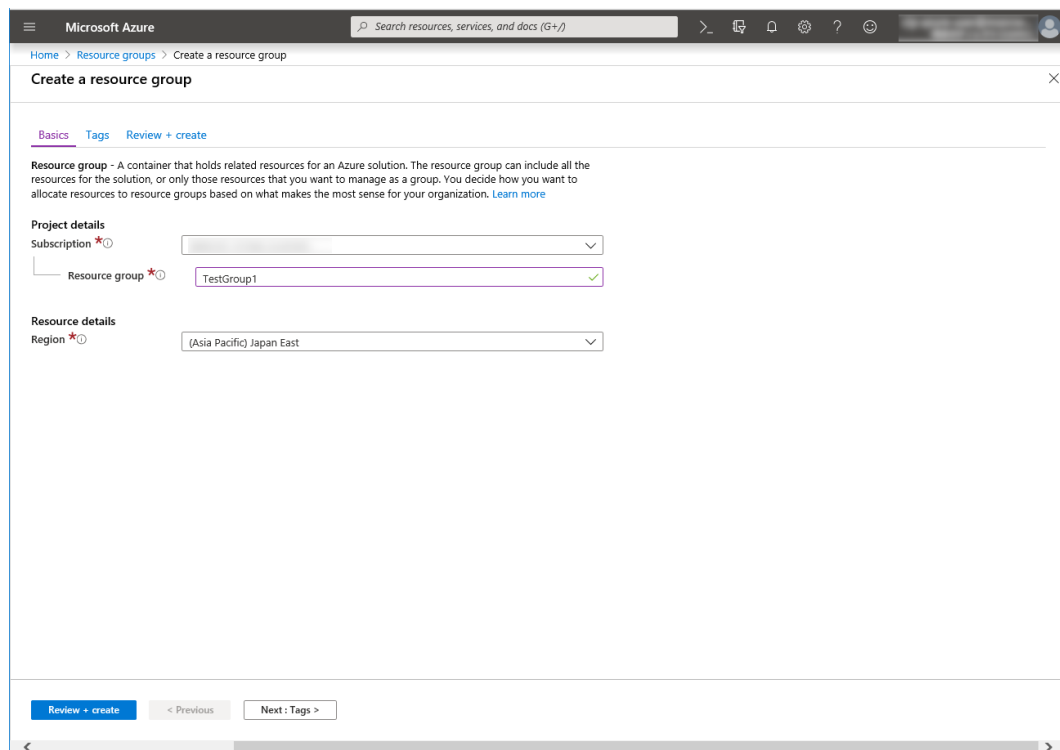 Microsoft Azure
Search resources, services, and docs (G+/)
Home > Resource groups > Create a resource group
Create a resource group
Basics Tags Review + create
Resource group - A container that holds related resources for an Azure solution. The resource group can include all the
resources for the solution, or only those resources that you want to manage as a group. You decide how you want to
allocate resources to resource groups based on what makes the most sense for your organization. Learn more
Project details
Subscription *
Resource group *
TestGroup1
Resource details
Region *
(Asia Pacific) Japan East
Review + create
< Previous
Next : Tags >